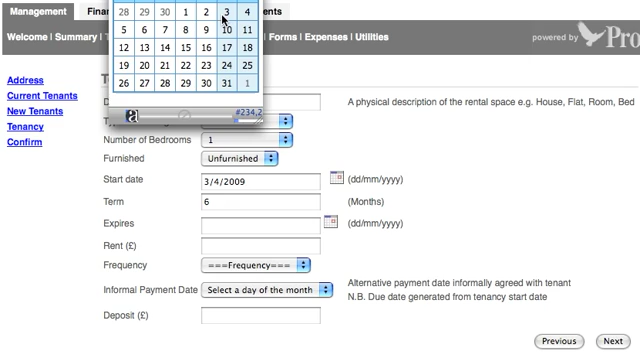 Management Finan
ents
28 29 30 1 2 3 4
5 6 7 8 9 10 11
12 13 14 15 16 17 18
19 20 21 22 23 24 25
26 27 28 29 30 31 1
#234,2
Welcome | Summary | T
| Forms | Expenses | Utilities
powered by Pro
Address
Current Tenants
New Tenants
Tenancy
Confirm
A physical description of the rental space e.g. House, Flat, Room, Bed
Number of Bedrooms 1
Furnished Unfurnished
Start date 3/4/2009 (dd/mm/yyyy)
Term 6 (Months)
Expires (dd/mm/yyyy)
Rent (£)
Frequency ===Frequency===
Informal Payment Date Select a day of the month
Alternative payment date informally agreed with tenant
N.B. Due date generated from tenancy start date
Deposit (£)
Previous Next